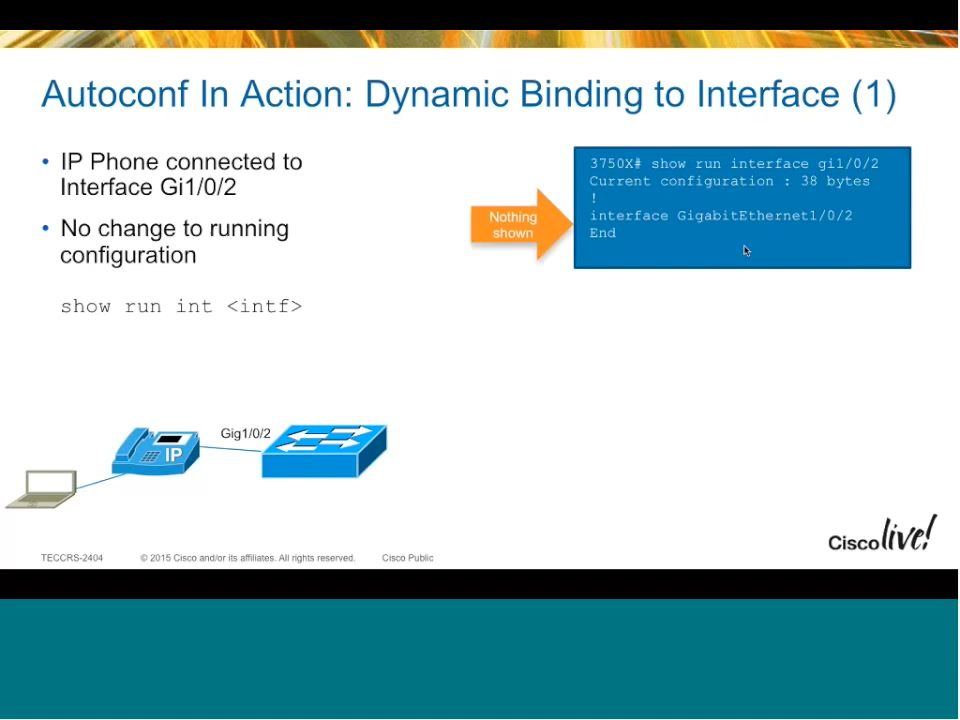 Autoconf In Action: Dynamic Binding to Interface (1)
• IP Phone connected to
Interface Gi1/0/2
• No change to running
configuration
show run int <intf>
Nothing
shown
3750X# show run interface gi1/0/2
Current configuration : 38 bytes
!
interface GigabitEthernet1/0/2
End
Gig1/0/2
IP
Cisco live!
TECCRS-2404 © 2015 Cisco and/or its affiliates. All rights reserved. Cisco Public